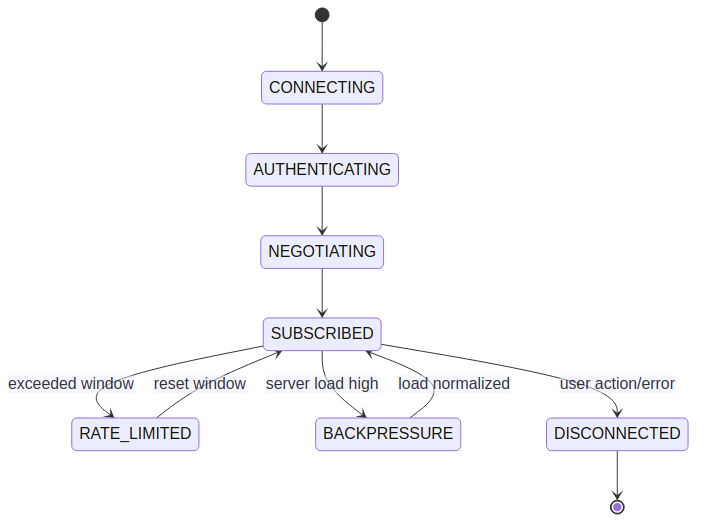 CONNECTING
AUTHENTICATING
NEGOTIATING
SUBSCRIBED
exceeded window
reset window
server load high
load normalized
user action/error
RATE_LIMITED
BACKPRESSURE
DISCONNECTED